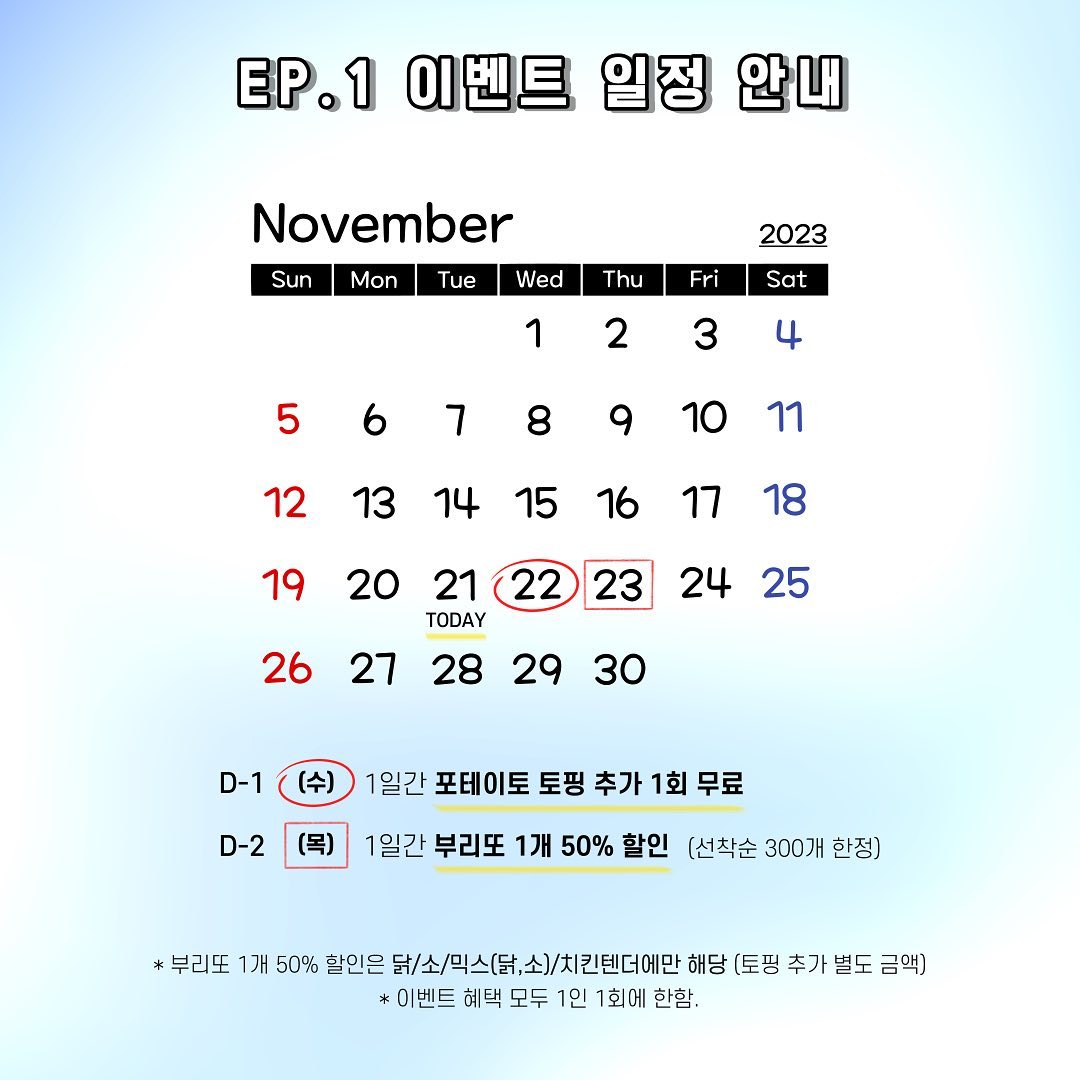 EP.1 이벤트 일정 안내
November
2023
Sun Mon Tue Wed Thu Fri Sat
1 2 3 4
5 6 7 8 9 10 11
12 13 14 15 16 17 18
19 20 21 22 23 24 25
TODAY
26 27 28 29 30
D-1 (수) 1일간 포테이토 토핑 추가 1회 무료
D-2 (목) 1일간 부리또 1개 50% 할인 (선착순 300개 한정)
* 부리또 1개 50% 할인은 닭/소/믹스(닭,소)/치킨텐더에만 해당 (토핑 추가 별도 금액)
* 이벤트 혜택 모두 1인 1회에 한함.